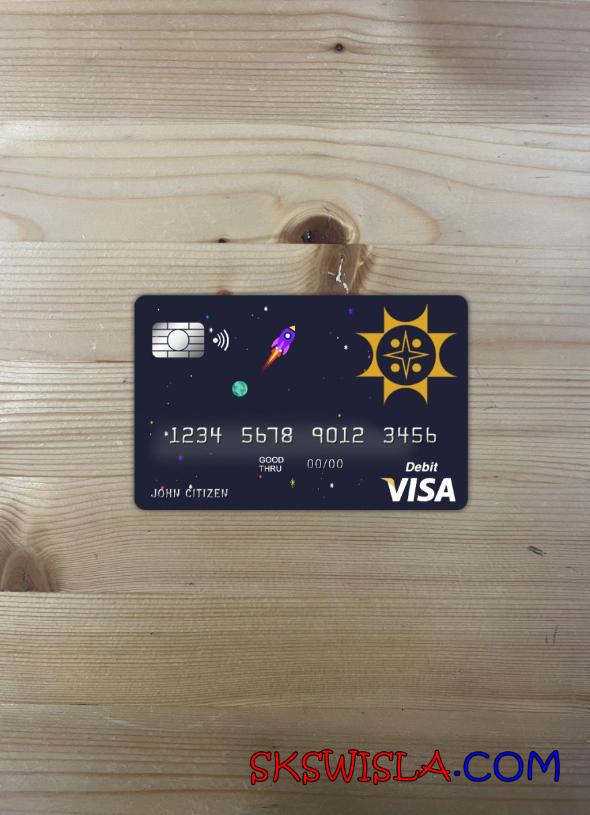 1234 5678 9012 3456
GOOD
THRU
00/00
JOHN CITIZEN
Debit
VISA
SKSWISLA.COM